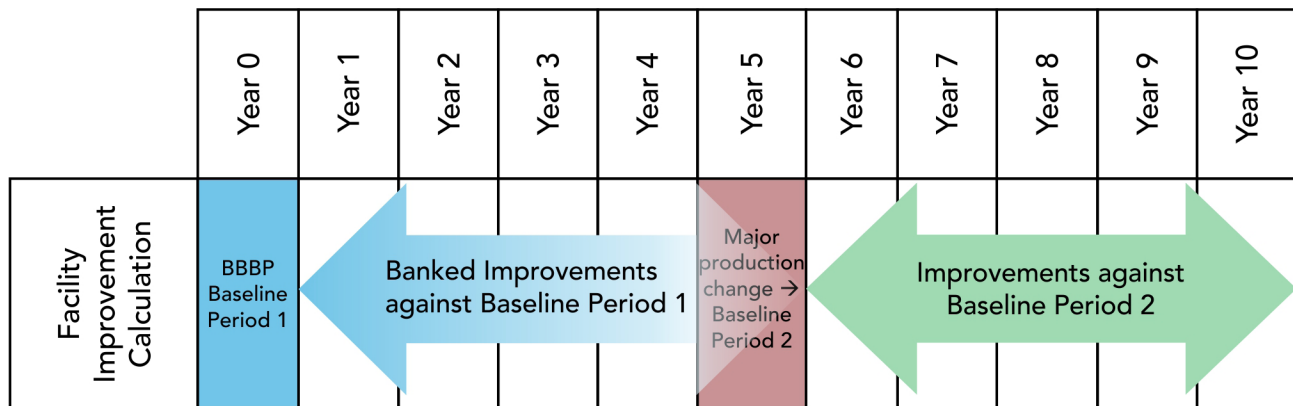 Year 0
Year 1
Year 2
Year 3
Year 4
Year 5
Year 6
Year 7
Year 8
Year 9
Year 10
Facility
Improvement
Calculation
BBBP
Baseline
Period 1
Banked Improvements
against Baseline Period 1
Major
production
change →
Baseline
Period 2
Improvements against
Baseline Period 2